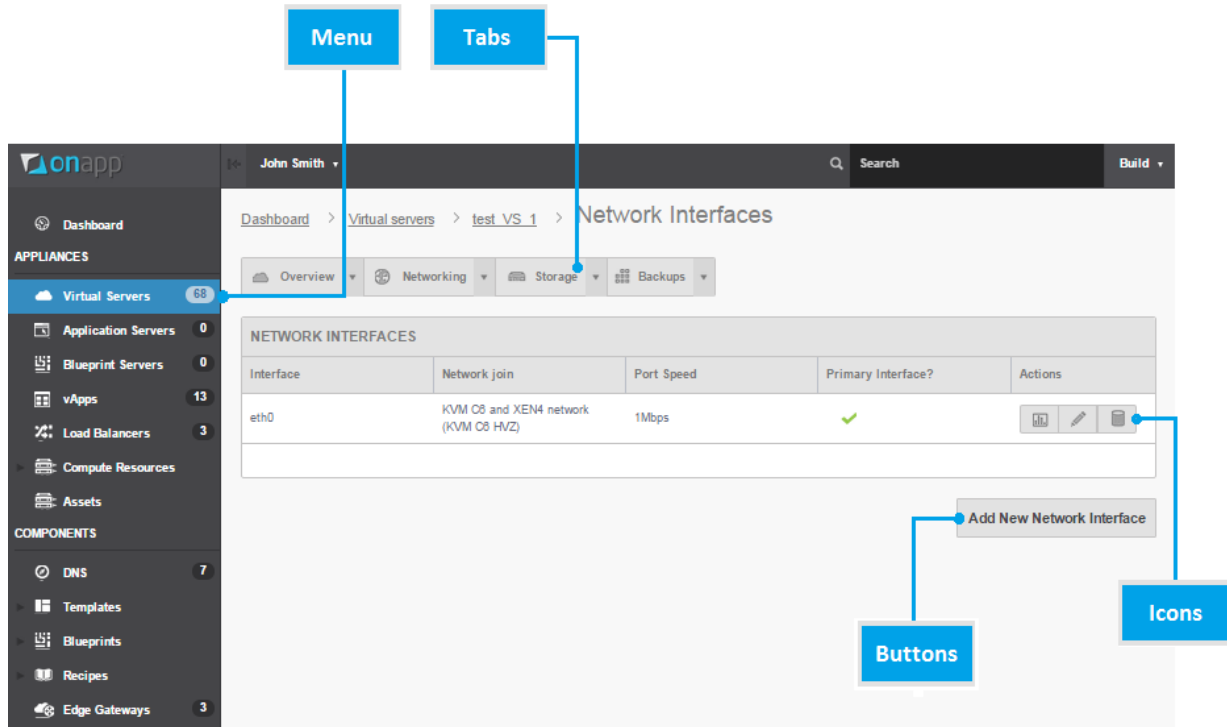 Menu
Tabs
onapp
John Smith
Search
Build
Dashboard
APPLIANCES
Virtual Servers 68
Application Servers 0
Blueprint Servers 0
vApps 13
Load Balancers 3
Compute Resources
Assets
COMPONENTS
DNS 7
Templates
Blueprints
Recipes
Edge Gateways 3
Dashboard > Virtual servers > test_VS_1 > Network Interfaces
Overview Networking Storage Backups
NETWORK INTERFACES
Interface Network join Port Speed Primary Interface? Actions
eth0 KVM C6 and XEN4 network 1Mbps
(KVM C6 HVZ)
Add New Network Interface
Icons
Buttons